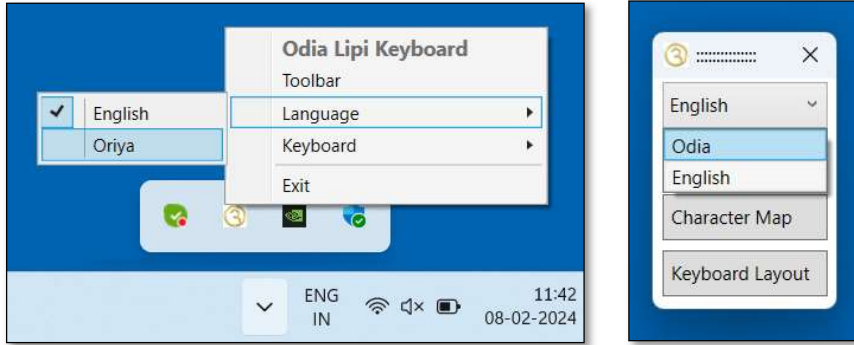 Odia Lipi Keyboard
Toolbar
Language
Keyboard
Exit
English
Oriya
ENG
IN
11:42
08-02-2024
English
Odia
English
Character Map
Keyboard Layout